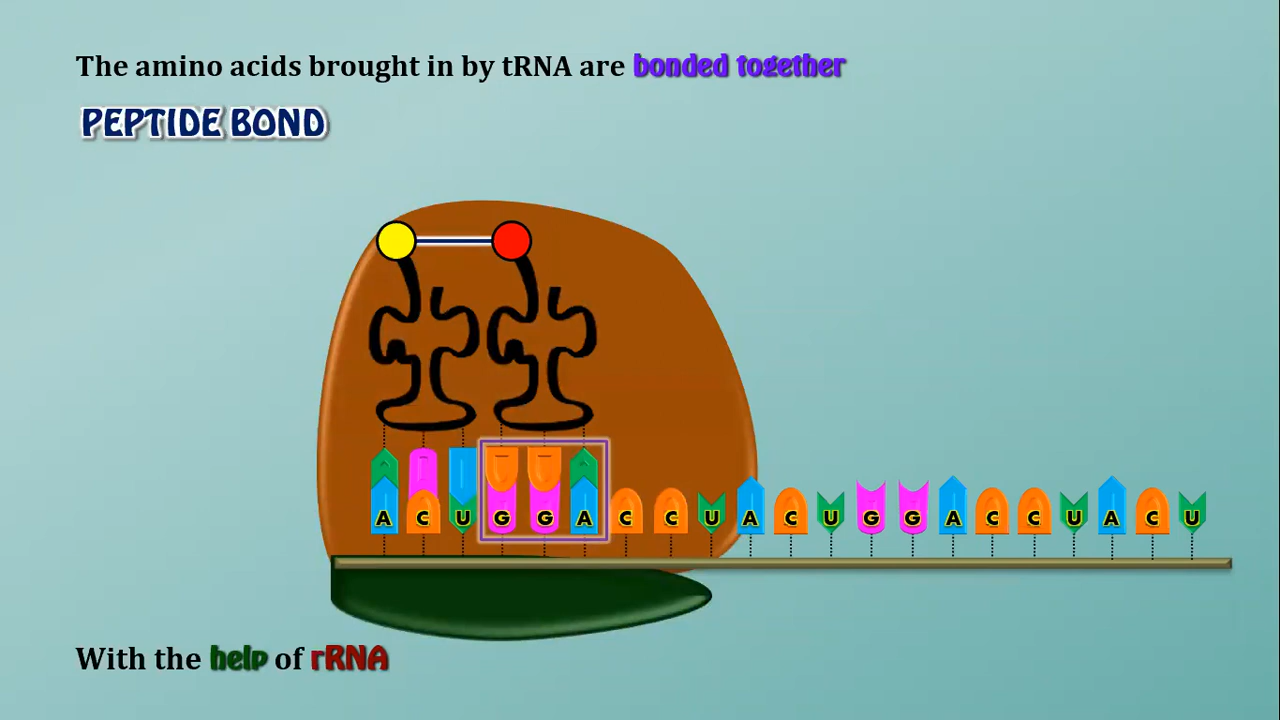 The amino acids brought in by tRNA are bonded together
PEPTIDE BOND
A C U G G A C C U A C U G G A C C U A C U
With the help of rRNA